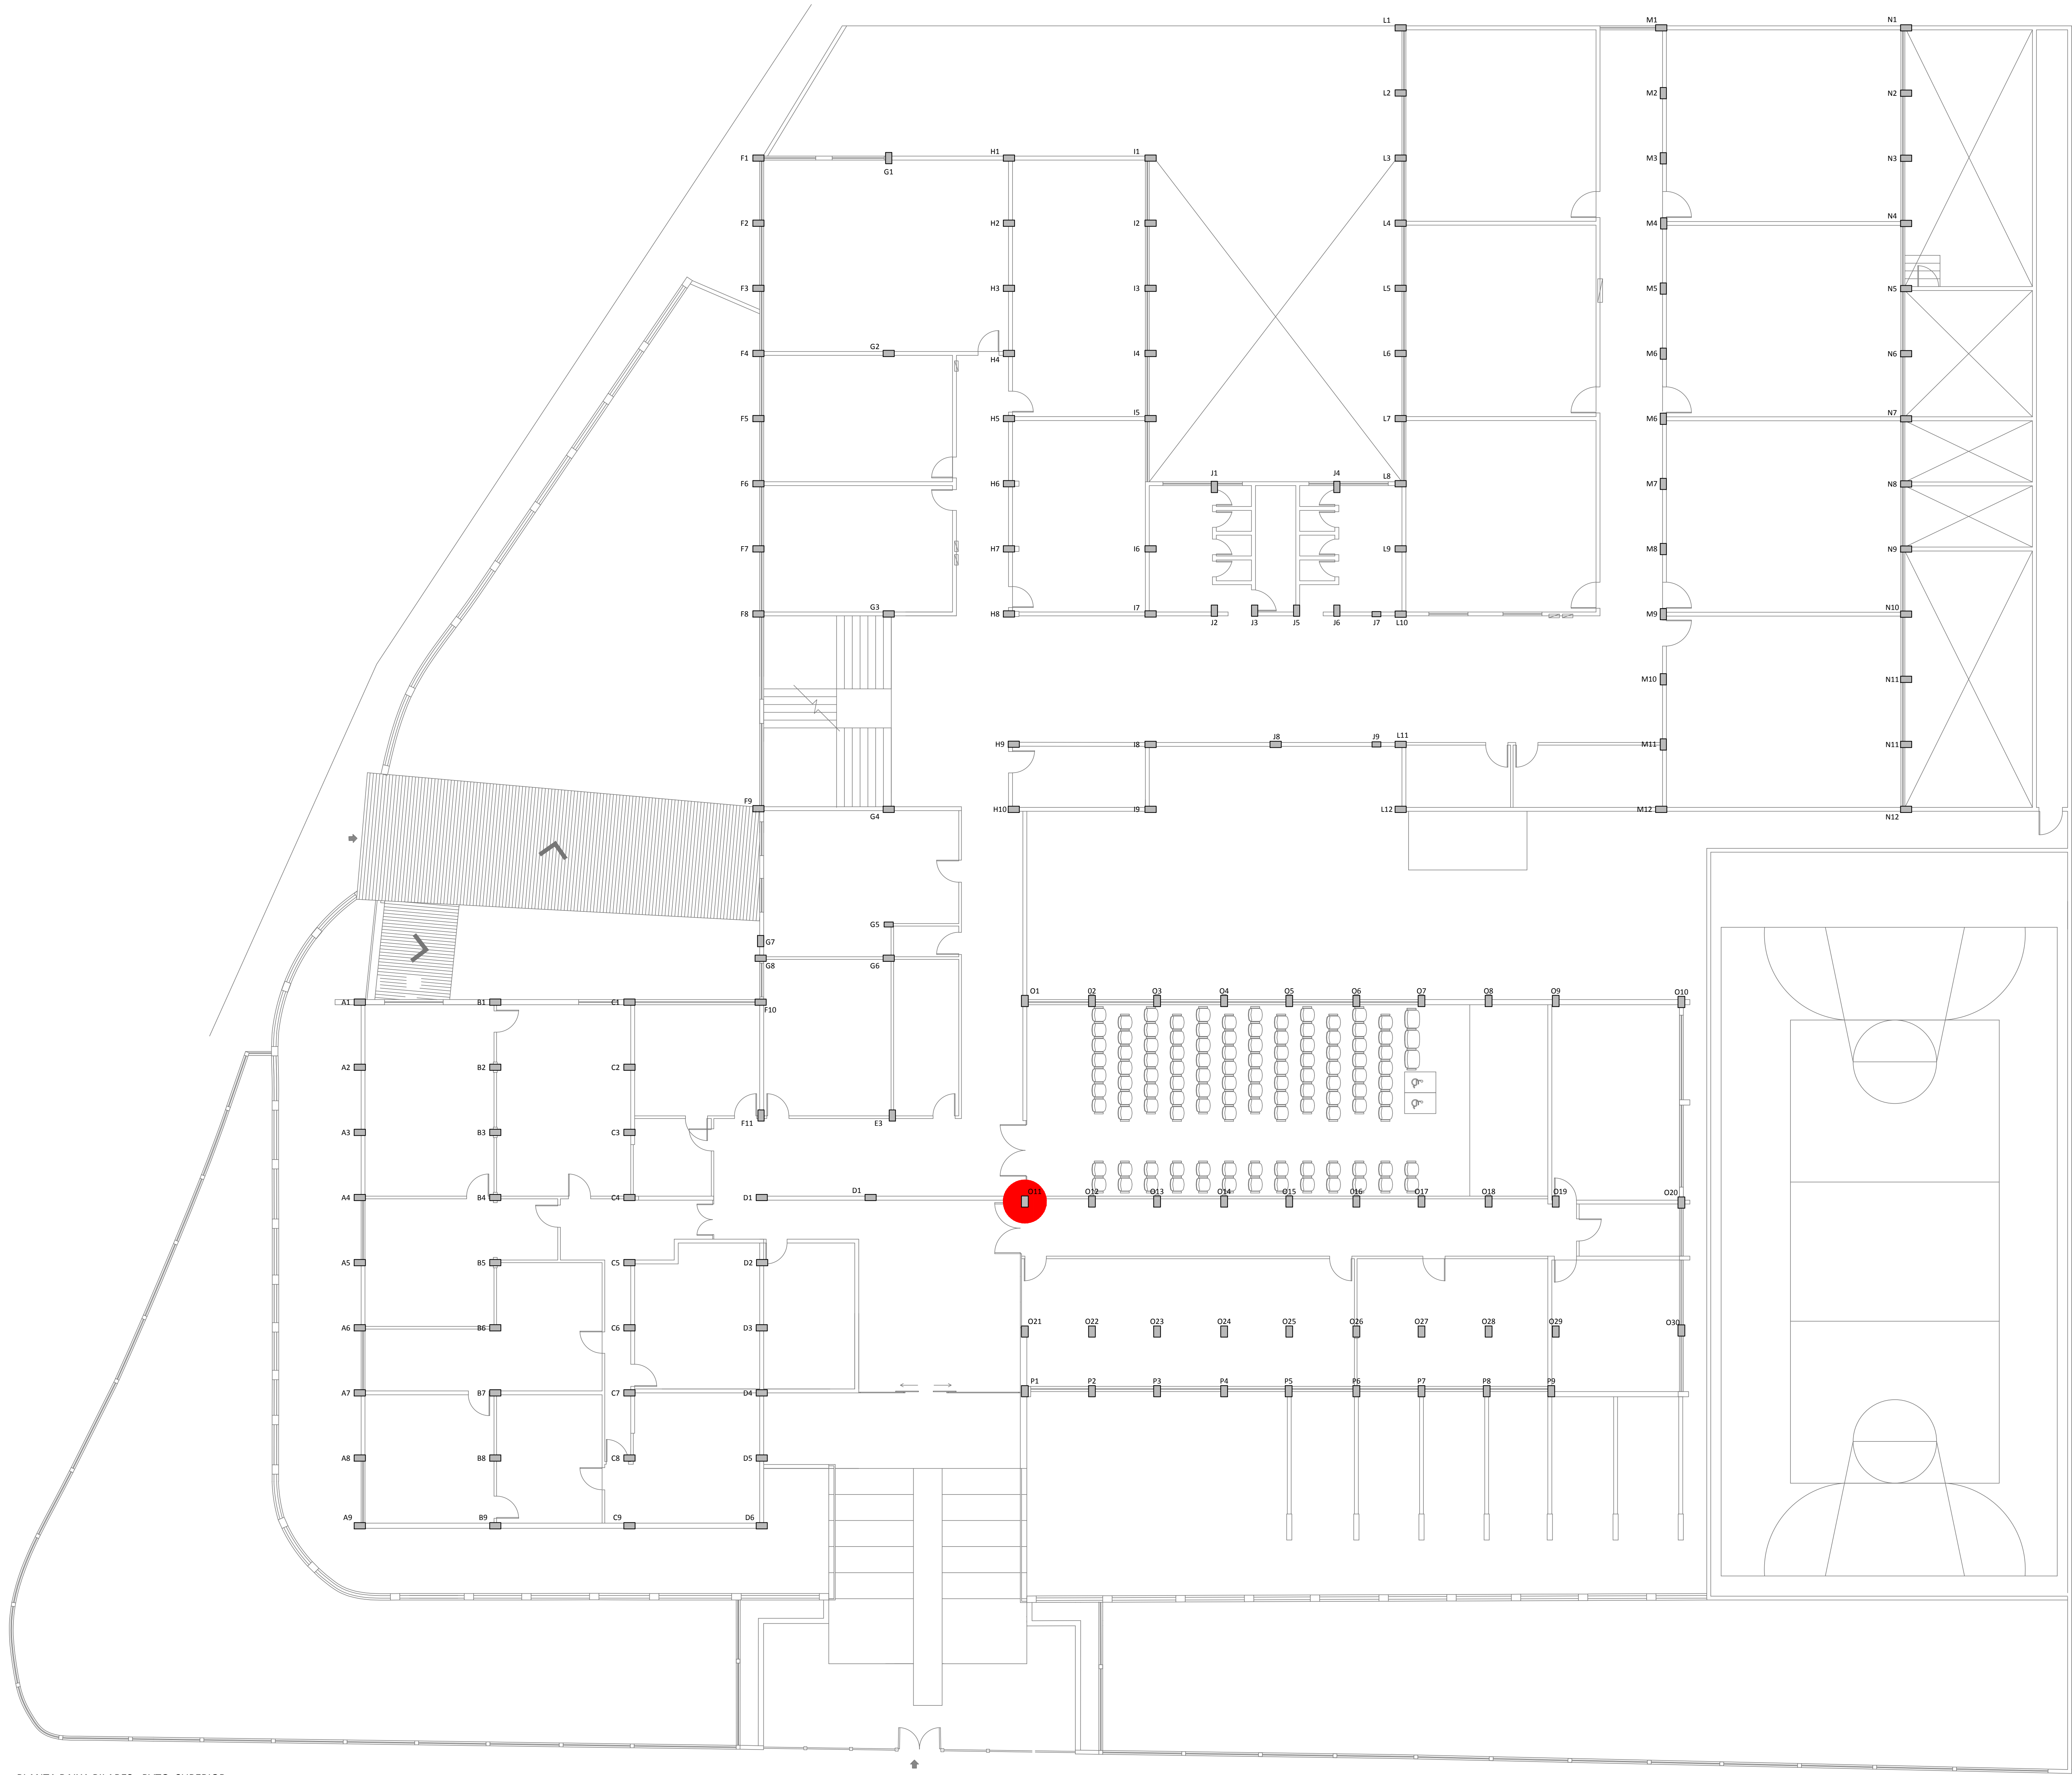 L1 M1 N1
L2 M2 N2
F1 G1 H1 I1 L3 M3 N3
F2 H2 I2 L4 M4 N4
F3 H3 I3 L5 M5 N5
F4 G2 H4 I4 L6 M6 N6
F5 H5 I5 L7 M6 N7
F6 H6 J1 J4 L8 M7 N8
F7 H7 I6 L9 M8 N9
F8 G3 H8 I7 J2 J3 J5 J6 J7 L10 M9 N10
M10 N11
H9 I8 J8 J9 L11 M11 N11
F9 G4 H10 I9 L12 M12 N12
G5
G7
G8 G6
A1 B1 C1 F10 O1 02 O3 O4 O5 O6 O7 O8 O9 O10
A2 B2 C2
F11 E3
A3 B3 C3
A4 B4 C4 D1 D1 O11 O12 O13 O14 O15 O16 O17 O18 O19 O20
A5 B5 C5 D2
A6 B6 C6 D3 O21 O22 O23 O24 O25 O26 O27 O28 O29 O30
A7 B7 C7 D4 P1 P2 P3 P4 P5 P6 P7 P8 P9
A8 B8 C8 D5
A9 B9 C9 D6